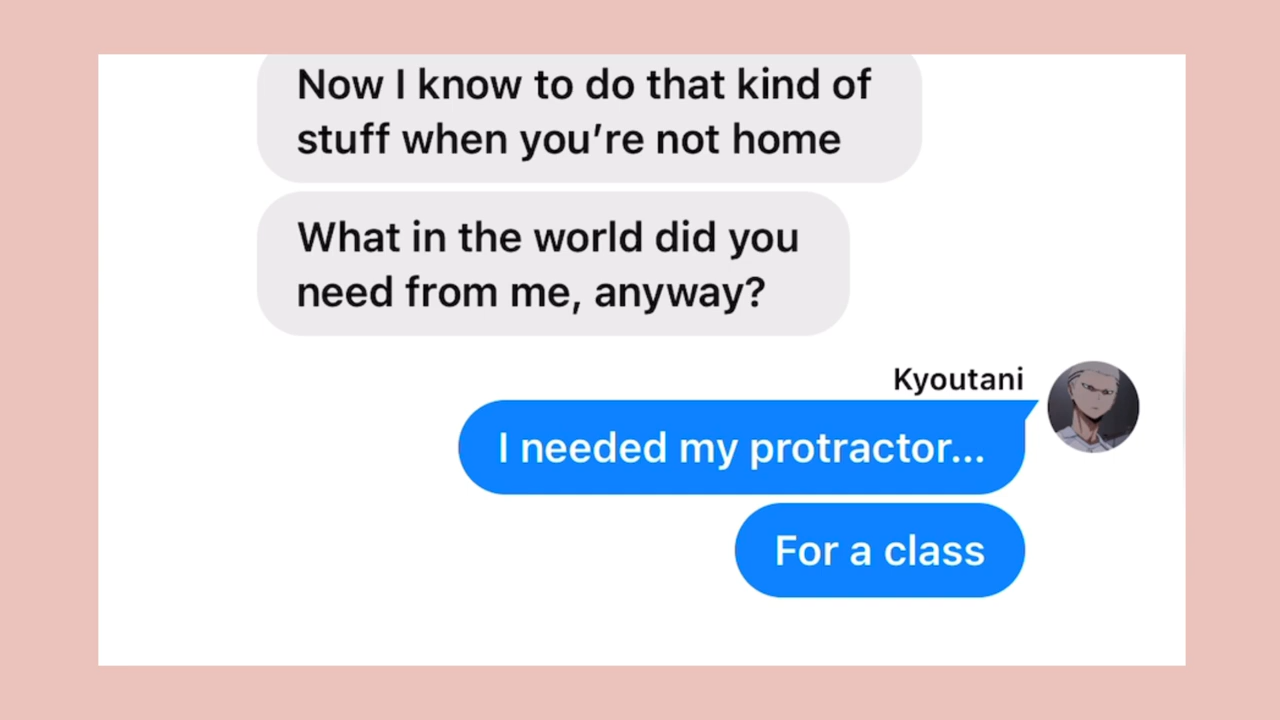 Now I know to do that kind of
stuff when you’re not home
What in the world did you
need from me, anyway?
Kyoutani
I needed my protractor...
For a class